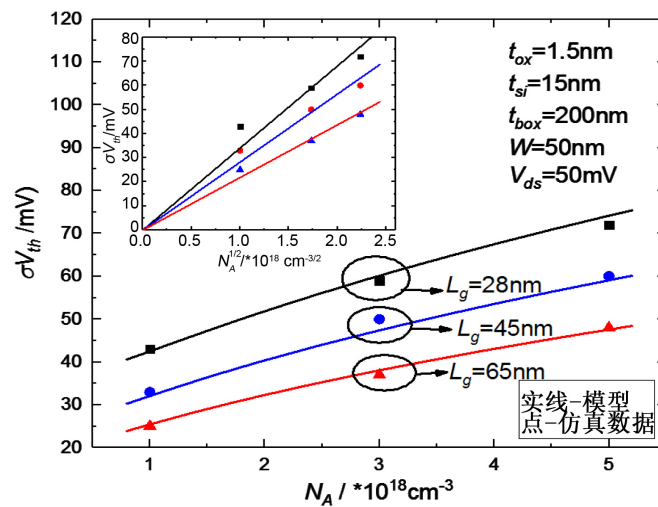 120
110
100
90
80
70
60
50
40
30
20
σV_th (/mV)
80
70
60
50
40
30
20
10
0
σV_th /mV
0.0 0.5 1.0 1.5 2.0 2.5
N_A^1/2 /*10^18 cm^-3/2
t_ox=1.5nm
t_si=15nm
t_box=200nm
W=50nm
V_ds=50mV
L_g=28nm
L_g=45nm
L_g=65nm
实线-模型
点-仿真数据
1 2 3 4 5
N_A / *10^18 cm^-3